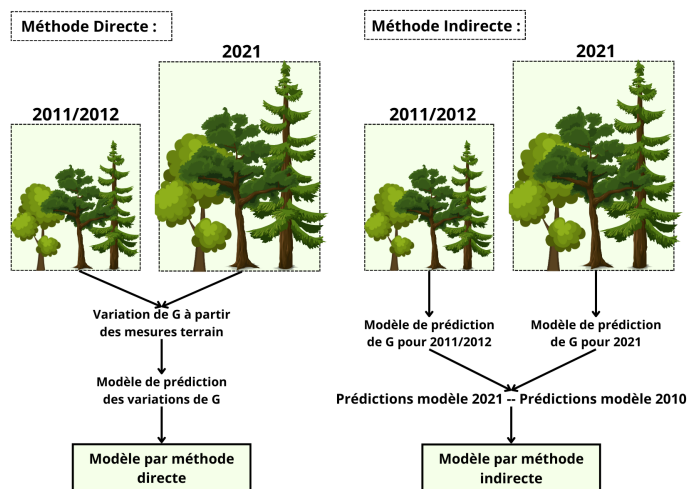 Méthode Directe :
2021
2011/2012
Variation de G à partir
des mesures terrain
Modèle de prédiction
des variations de G
Modèle par méthode
directe
Méthode Indirecte :
2021
2011/2012
Modèle de prédiction
de G pour 2011/2012
Modèle de prédiction
de G pour 2021
Prédictions modèle 2021 -- Prédictions modèle 2010
Modèle par méthode
indirecte